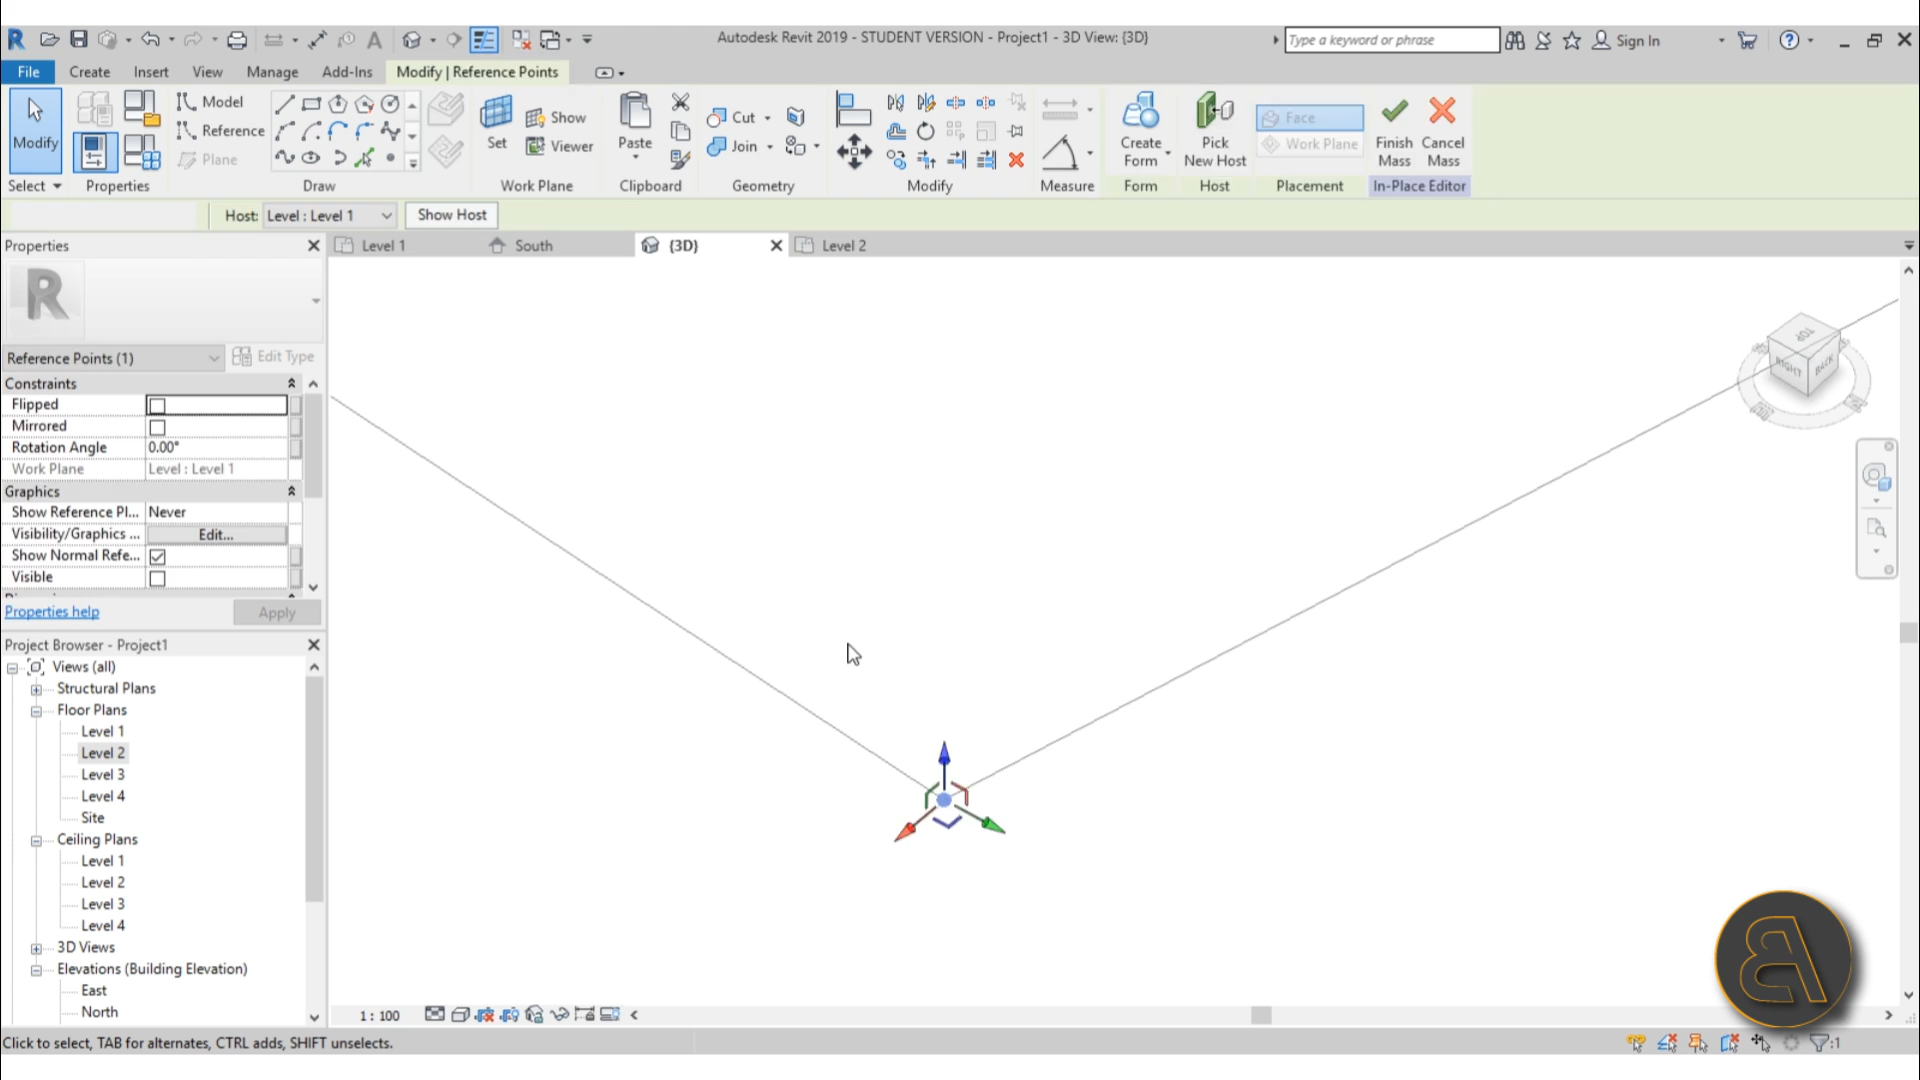 Autodesk Revit 2019 - STUDENT VERSION - Project1 - 3D View: {3D}
Type a keyword or phrase
Sign In
File Create Insert View Manage Add-Ins Modify | Reference Points
Modify
Model
Reference
Plane
Set
Show
Viewer
Paste
Cut
Join
Create Form
Pick New Host
Face
Work Plane
Finish Mass
Cancel Mass
Select Properties Draw Work Plane Clipboard Geometry Modify Measure Form Host Placement In-Place Editor
Host: Level : Level 1 Show Host
Properties
Level 1 South {3D} Level 2
R
Reference Points (1) Edit Type
Constraints
Flipped
Mirrored
Rotation Angle 0.00°
Work Plane Level : Level 1
Graphics
Show Reference Pl... Never
Visibility/Graphics ... Edit...
Show Normal Refe...
Visible
Properties help Apply
TOP
RIGHT
BACK
Project Browser - Project1
Views (all)
Structural Plans
Floor Plans
Level 1
Level 2
Level 3
Level 4
Site
Ceiling Plans
Level 1
Level 2
Level 3
Level 4
3D Views
Elevations (Building Elevation)
East
North
1 : 100
Click to select, TAB for alternates, CTRL adds, SHIFT unselects.
:1